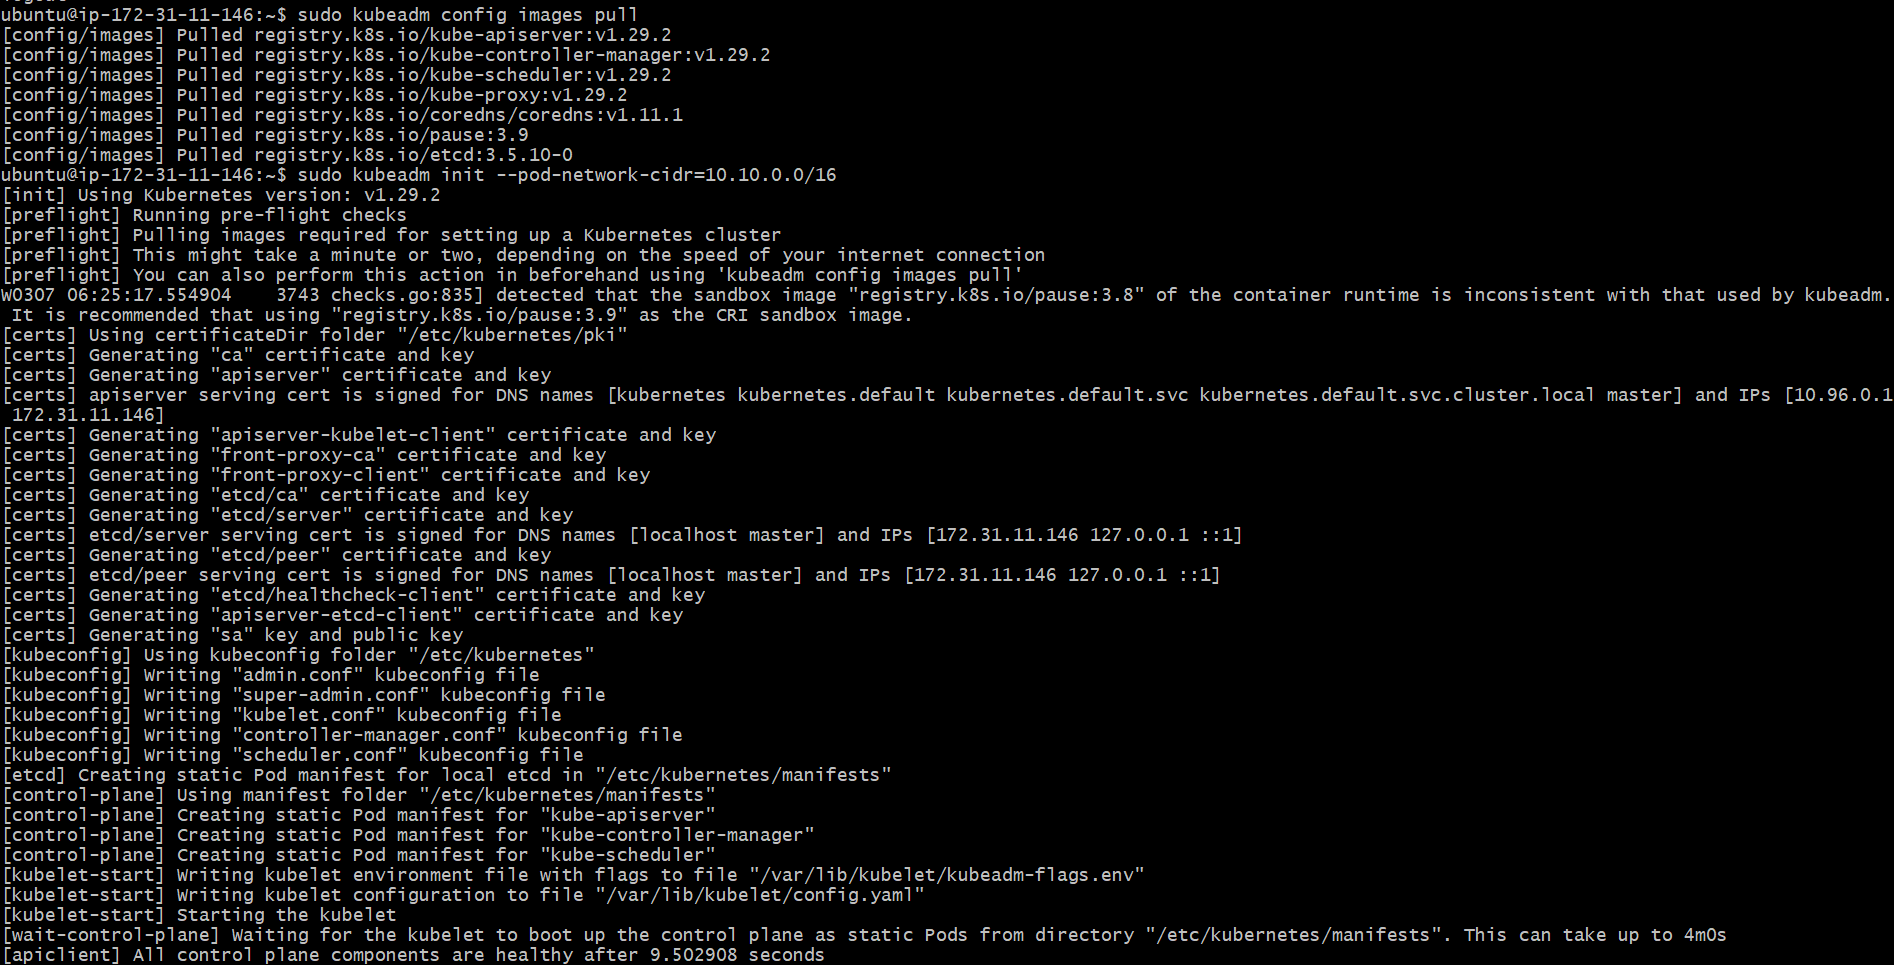 ubuntu@ip-172-31-11-146:~$ sudo kubeadm config images pull
[config/images] Pulled registry.k8s.io/kube-apiserver:v1.29.2
[config/images] Pulled registry.k8s.io/kube-controller-manager:v1.29.2
[config/images] Pulled registry.k8s.io/kube-scheduler:v1.29.2
[config/images] Pulled registry.k8s.io/kube-proxy:v1.29.2
[config/images] Pulled registry.k8s.io/coredns/coredns:v1.11.1
[config/images] Pulled registry.k8s.io/pause:3.9
[config/images] Pulled registry.k8s.io/etcd:3.5.10-0
ubuntu@ip-172-31-11-146:~$ sudo kubeadm init --pod-network-cidr=10.10.0.0/16
[init] Using Kubernetes version: v1.29.2
[preflight] Running pre-flight checks
[preflight] Pulling images required for setting up a Kubernetes cluster
[preflight] This might take a minute or two, depending on the speed of your internet connection
[preflight] You can also perform this action in beforehand using 'kubeadm config images pull'
W0307 06:25:17.554904    3743 checks.go:835] detected that the sandbox image "registry.k8s.io/pause:3.8" of the container runtime is inconsistent with that used by kubeadm.
 It is recommended that using "registry.k8s.io/pause:3.9" as the CRI sandbox image.
[certs] Using certificateDir folder "/etc/kubernetes/pki"
[certs] Generating "ca" certificate and key
[certs] Generating "apiserver" certificate and key
[certs] apiserver serving cert is signed for DNS names [kubernetes kubernetes.default kubernetes.default.svc kubernetes.default.svc.cluster.local master] and IPs [10.96.0.1
 172.31.11.146]
[certs] Generating "apiserver-kubelet-client" certificate and key
[certs] Generating "front-proxy-ca" certificate and key
[certs] Generating "front-proxy-client" certificate and key
[certs] Generating "etcd/ca" certificate and key
[certs] Generating "etcd/server" certificate and key
[certs] etcd/server serving cert is signed for DNS names [localhost master] and IPs [172.31.11.146 127.0.0.1 ::1]
[certs] Generating "etcd/peer" certificate and key
[certs] etcd/peer serving cert is signed for DNS names [localhost master] and IPs [172.31.11.146 127.0.0.1 ::1]
[certs] Generating "etcd/healthcheck-client" certificate and key
[certs] Generating "apiserver-etcd-client" certificate and key
[certs] Generating "sa" key and public key
[kubeconfig] Using kubeconfig folder "/etc/kubernetes"
[kubeconfig] Writing "admin.conf" kubeconfig file
[kubeconfig] Writing "super-admin.conf" kubeconfig file
[kubeconfig] Writing "kubelet.conf" kubeconfig file
[kubeconfig] Writing "controller-manager.conf" kubeconfig file
[kubeconfig] Writing "scheduler.conf" kubeconfig file
[etcd] Creating static Pod manifest for local etcd in "/etc/kubernetes/manifests"
[control-plane] Using manifest folder "/etc/kubernetes/manifests"
[control-plane] Creating static Pod manifest for "kube-apiserver"
[control-plane] Creating static Pod manifest for "kube-controller-manager"
[control-plane] Creating static Pod manifest for "kube-scheduler"
[kubelet-start] Writing kubelet environment file with flags to file "/var/lib/kubelet/kubeadm-flags.env"
[kubelet-start] Writing kubelet configuration to file "/var/lib/kubelet/config.yaml"
[kubelet-start] Starting the kubelet
[wait-control-plane] Waiting for the kubelet to boot up the control plane as static Pods from directory "/etc/kubernetes/manifests". This can take up to 4m0s
[apiclient] All control plane components are healthy after 9.502908 seconds